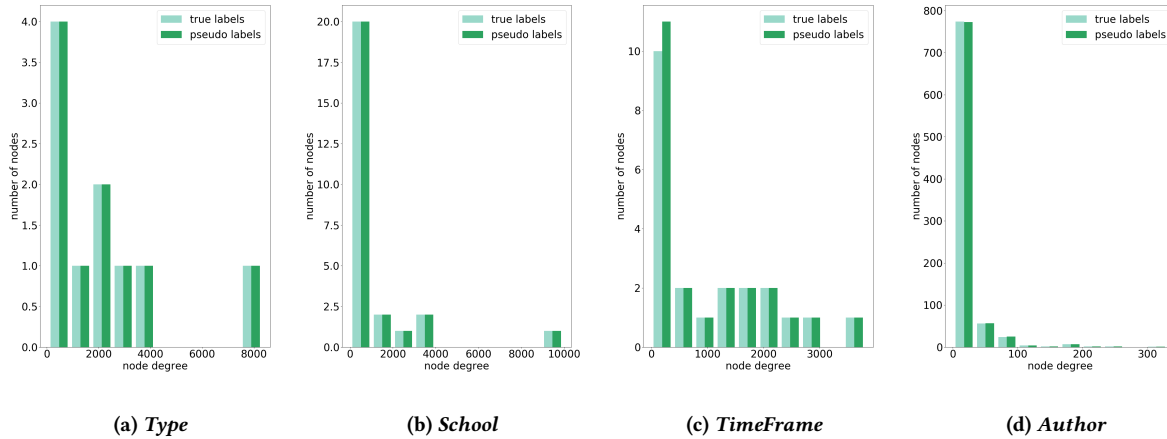 true labels
pseudo labels
number of nodes
4.0
3.5
3.0
2.5
2.0
1.5
1.0
0.5
0.0
0 2000 4000 6000 8000
node degree
(a) Type
true labels
pseudo labels
number of nodes
20.0
17.5
15.0
12.5
10.0
7.5
5.0
2.5
0.0
0 2000 4000 6000 8000 10000
node degree
(b) School
true labels
pseudo labels
number of nodes
10
8
6
4
2
0
0 1000 2000 3000
node degree
(c) TimeFrame
true labels
pseudo labels
number of nodes
800
700
600
500
400
300
200
100
0
0 100 200 300
node degree
(d) Author